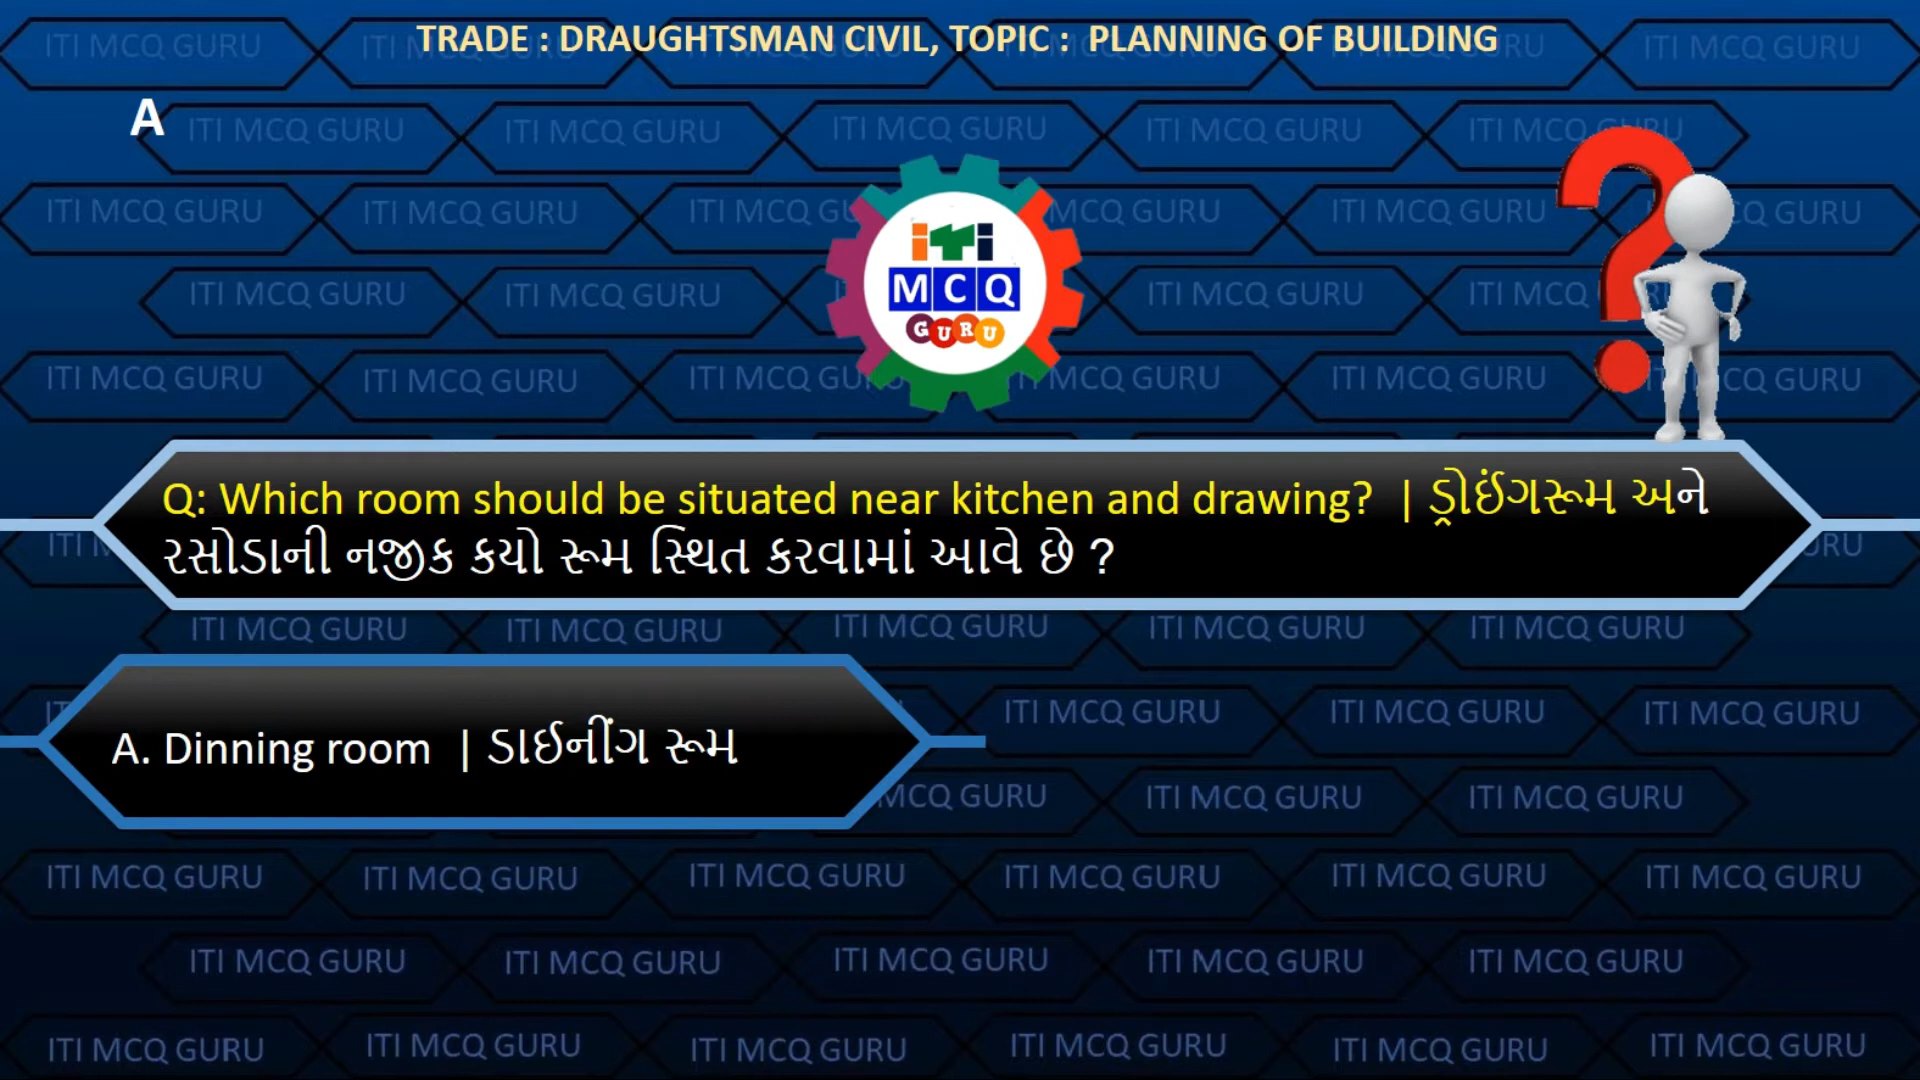 TRADE : DRAUGHTSMAN CIVIL, TOPIC :  PLANNING OF BUILDING
A
iTi
MCQ
GURU
Q: Which room should be situated near kitchen and drawing?  | ડ્રોઈંગરૂમ અને
રસોડાની નજીક કયો રૂમ સ્થિત કરવામાં આવે છે ?
A. Dinning room  | ડાઈનીંગ રૂમ